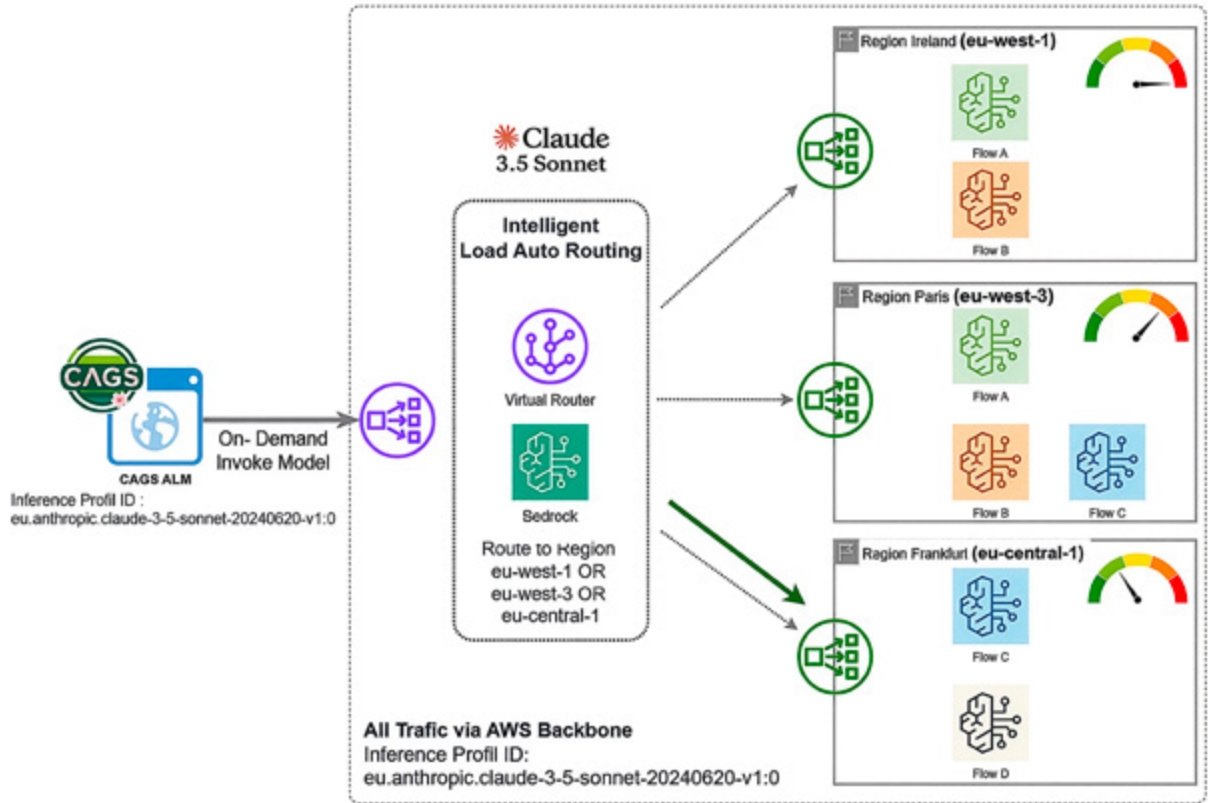 Claude
3.5 Sonnet
Intelligent
Load Auto Routing
Virtual Router
Sedrock
Route to Region
eu-west-1 OR
eu-west-3 OR
eu-central-1
CAGS
CAGS ALM
On- Demand
Invoke Model
Inference Profil ID :
eu.anthropic.claude-3-5-sonnet-20240620-v1:0
Region Ireland (eu-west-1)
Flow A
Flow B
Region Paris (eu-west-3)
Flow A
Flow B
Flow C
Region Frankfurt (eu-central-1)
Flow C
Flow D
All Trafic via AWS Backbone
Inference Profil ID:
eu.anthropic.claude-3-5-sonnet-20240620-v1:0